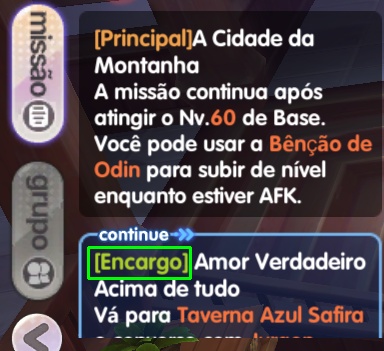 missão
[Principal]A Cidade da
Montanha
A missão continua após
atingir o Nv.60 de Base.
Você pode usar a Bênção de
Odin para subir de nível
enquanto estiver AFK.
grupo
continue
[Encargo] Amor Verdadeiro
Acima de tudo
Vá para Taverna Azul Safira